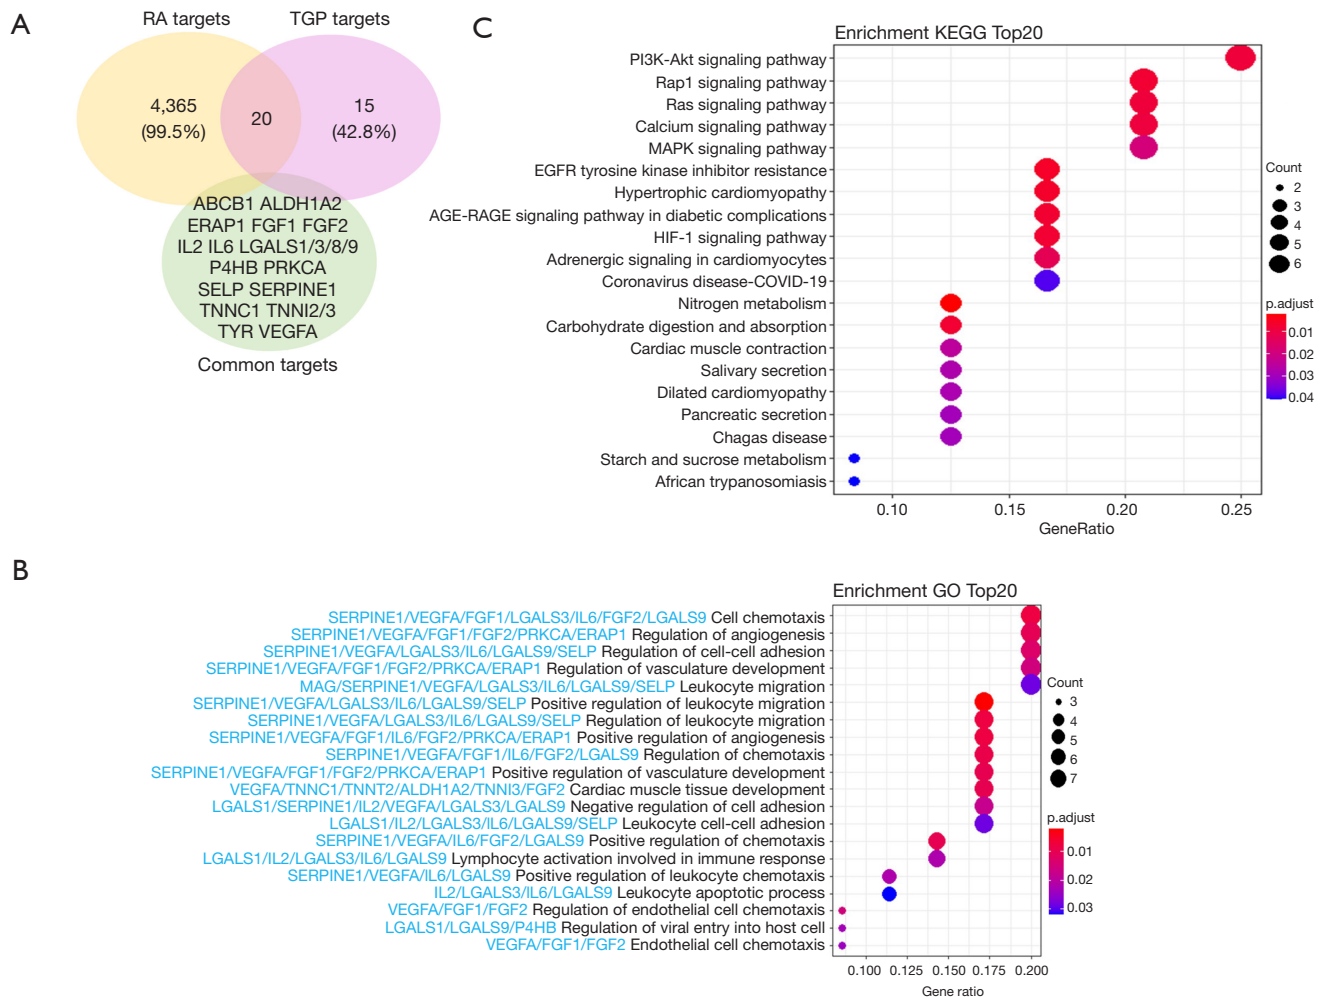 A
RA targets
TGP targets
4,365
(99.5%)
20
15
(42.8%)
ABCB1 ALDH1A2
ERAP1 FGF1 FGF2
IL2 IL6 LGALS1/3/8/9
P4HB PRKCA
SELP SERPINE1
TNNC1 TNNI2/3
TYR VEGFA
Common targets
C
Enrichment KEGG Top20
PI3K-Akt signaling pathway
Rap1 signaling pathway
Ras signaling pathway
Calcium signaling pathway
MAPK signaling pathway
EGFR tyrosine kinase inhibitor resistance
Hypertrophic cardiomyopathy
AGE-RAGE signaling pathway in diabetic complications
HIF-1 signaling pathway
Adrenergic signaling in cardiomyocytes
Coronavirus disease-COVID-19
Nitrogen metabolism
Carbohydrate digestion and absorption
Cardiac muscle contraction
Salivary secretion
Dilated cardiomyopathy
Pancreatic secretion
Chagas disease
Starch and sucrose metabolism
African trypanosomiasis
0.10 0.15 0.20 0.25
GeneRatio
Count
2
3
4
5
6
p.adjust
0.01
0.02
0.03
0.04
B
Enrichment GO Top20
SERPINE1/VEGFA/FGF1/LGALS3/IL6/FGF2/LGALS9 Cell chemotaxis
SERPINE1/VEGFA/FGF1/FGF2/PRKCA/ERAP1 Regulation of angiogenesis
SERPINE1/VEGFA/LGALS3/IL6/LGALS9/SELP Regulation of cell-cell adhesion
SERPINE1/VEGFA/FGF1/FGF2/PRKCA/ERAP1 Regulation of vasculature development
MAG/SERPINE1/VEGFA/LGALS3/IL6/LGALS9/SELP Leukocyte migration
SERPINE1/VEGFA/LGALS3/IL6/LGALS9/SELP Positive regulation of leukocyte migration
SERPINE1/VEGFA/LGALS3/IL6/LGALS9/SELP Regulation of leukocyte migration
SERPINE1/VEGFA/FGF1/IL6/FGF2/PRKCA/ERAP1 Positive regulation of angiogenesis
SERPINE1/VEGFA/FGF1/IL6/FGF2/LGALS9 Regulation of chemotaxis
SERPINE1/VEGFA/FGF1/FGF2/PRKCA/ERAP1 Positive regulation of vasculature development
VEGFA/TNNC1/TNNT2/ALDH1A2/TNNI3/FGF2 Cardiac muscle tissue development
LGALS1/SERPINE1/IL2/VEGFA/LGALS3/LGALS9 Negative regulation of cell adhesion
LGALS1/IL2/LGALS3/IL6/LGALS9/SELP Leukocyte cell-cell adhesion
SERPINE1/VEGFA/IL6/FGF2/LGALS9 Positive regulation of chemotaxis
LGALS1/IL2/LGALS3/IL6/LGALS9 Lymphocyte activation involved in immune response
SERPINE1/VEGFA/IL6/LGALS9 Positive regulation of leukocyte chemotaxis
IL2/LGALS3/IL6/LGALS9 Leukocyte apoptotic process
VEGFA/FGF1/FGF2 Regulation of endothelial cell chemotaxis
LGALS1/LGALS9/P4HB Regulation of viral entry into host cell
VEGFA/FGF1/FGF2 Endothelial cell chemotaxis
0.100 0.125 0.150 0.175 0.200
Gene ratio
Count
3
4
5
6
7
p.adjust
0.01
0.02
0.03